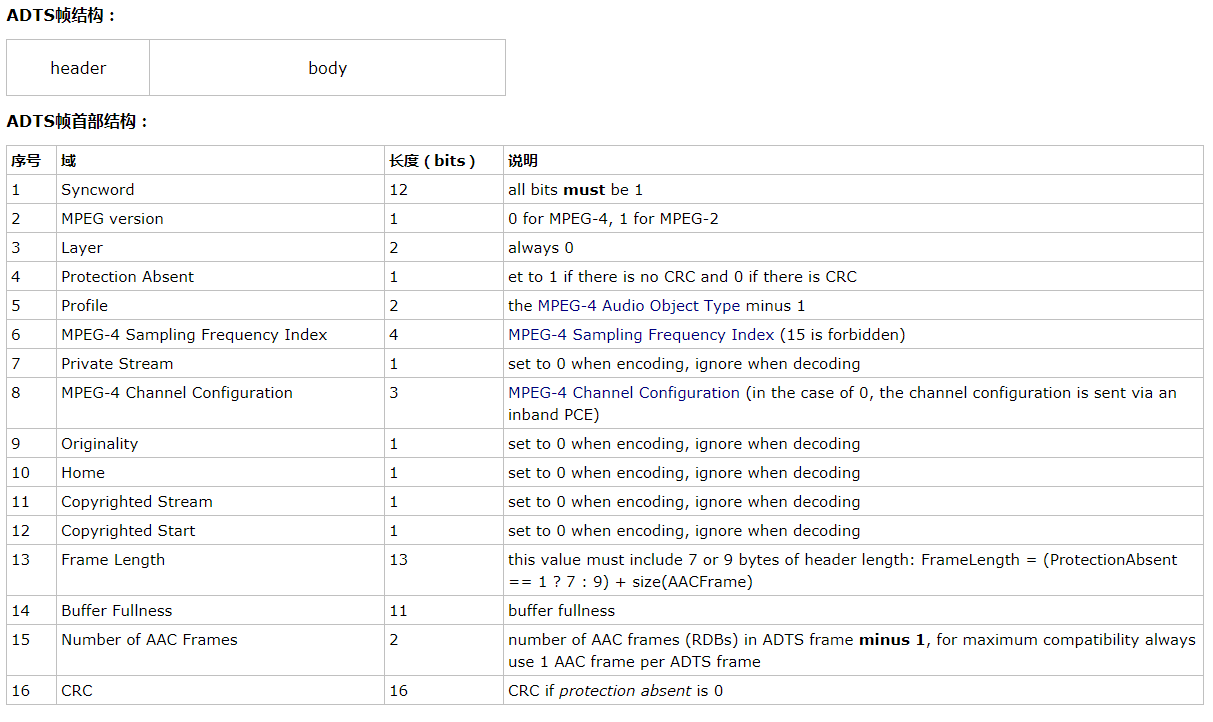 ADTS帧结构：
header body
ADTS帧首部结构：
序号 域 长度（bits） 说明
1 Syncword 12 all bits must be 1
2 MPEG version 1 0 for MPEG-4, 1 for MPEG-2
3 Layer 2 always 0
4 Protection Absent 1 et to 1 if there is no CRC and 0 if there is CRC
5 Profile 2 the MPEG-4 Audio Object Type minus 1
6 MPEG-4 Sampling Frequency Index 4 MPEG-4 Sampling Frequency Index (15 is forbidden)
7 Private Stream 1 set to 0 when encoding, ignore when decoding
8 MPEG-4 Channel Configuration 3 MPEG-4 Channel Configuration (in the case of 0, the channel configuration is sent via an
inband PCE)
9 Originality 1 set to 0 when encoding, ignore when decoding
10 Home 1 set to 0 when encoding, ignore when decoding
11 Copyrighted Stream 1 set to 0 when encoding, ignore when decoding
12 Copyrighted Start 1 set to 0 when encoding, ignore when decoding
13 Frame Length 13 this value must include 7 or 9 bytes of header length: FrameLength = (ProtectionAbsent
== 1 ? 7 : 9) + size(AACFrame)
14 Buffer Fullness 11 buffer fullness
15 Number of AAC Frames 2 number of AAC frames (RDBs) in ADTS frame minus 1, for maximum compatibility always
use 1 AAC frame per ADTS frame
16 CRC 16 CRC if protection absent is 0